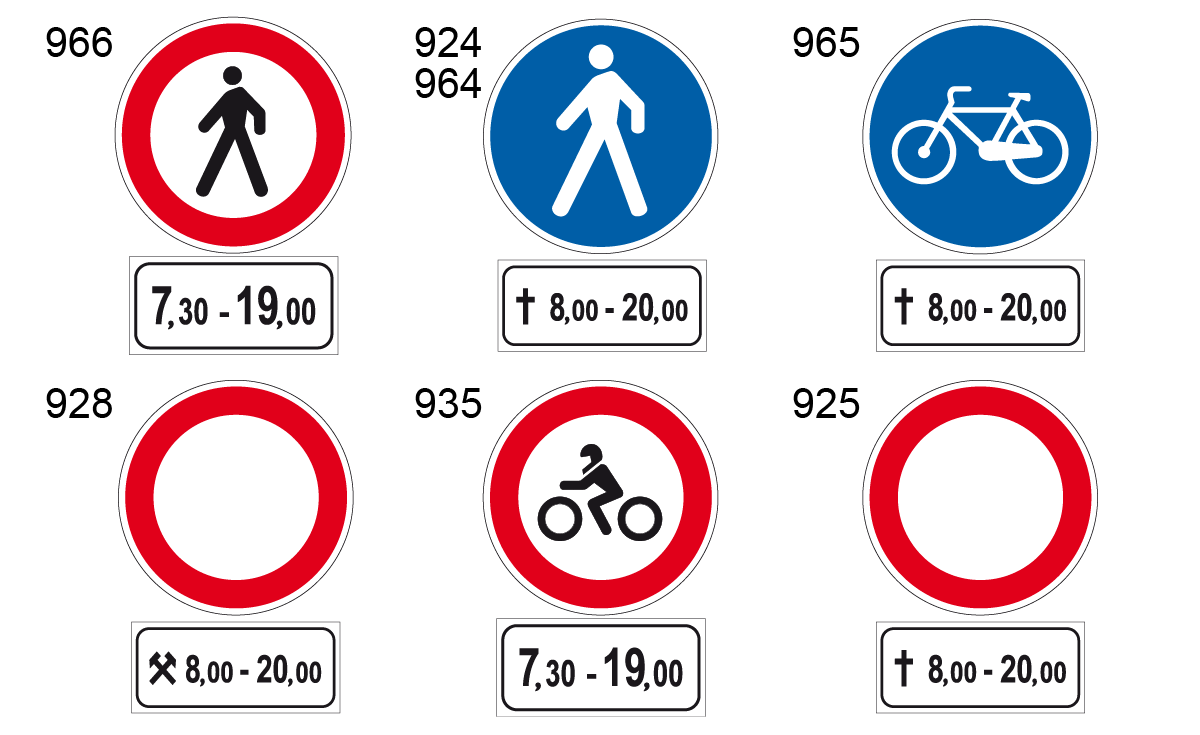 966
7,30 - 19,00
924
964
† 8,00 - 20,00
965
† 8,00 - 20,00
928
⚒ 8,00 - 20,00
935
7,30 - 19,00
925
† 8,00 - 20,00